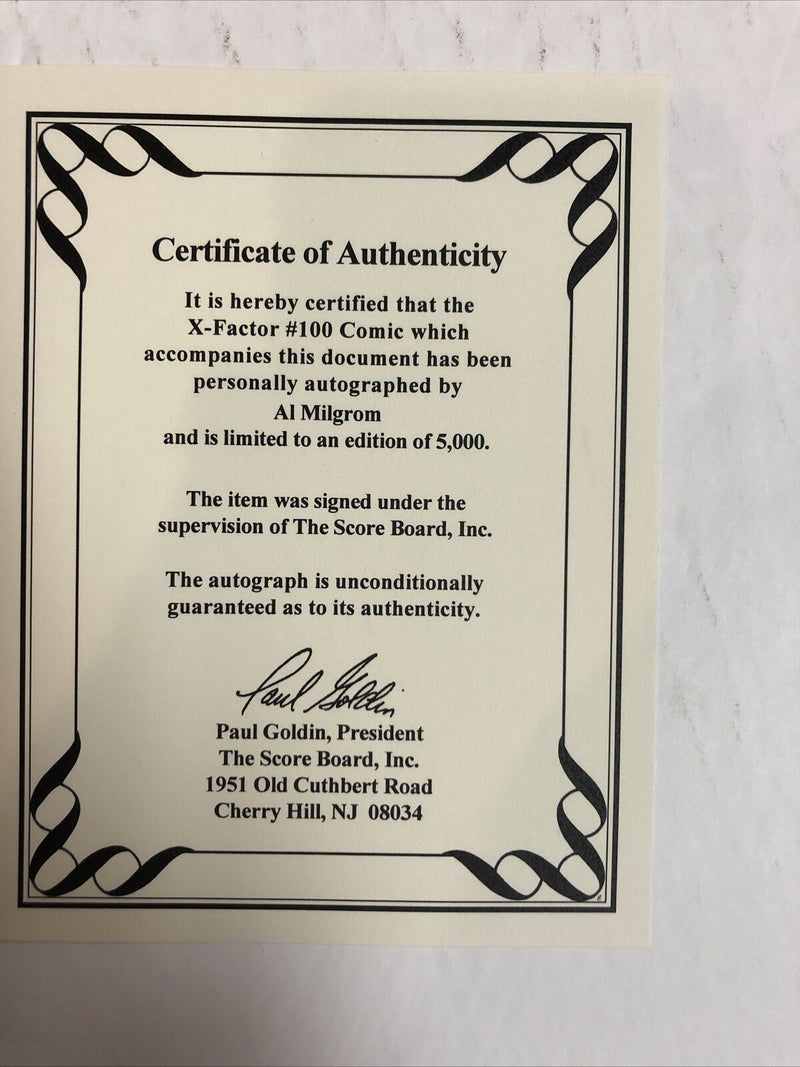 Certificate of Authenticity
It is hereby certified that the
X-Factor #100 Comic which
accompanies this document has been
personally autographed by
Al Milgrom
and is limited to an edition of 5,000.
The item was signed under the
supervision of The Score Board, Inc.
The autograph is unconditionally
guaranteed as to its authenticity.
Paul Goldin
Paul Goldin, President
The Score Board, Inc.
1951 Old Cuthbert Road
Cherry Hill, NJ 08034